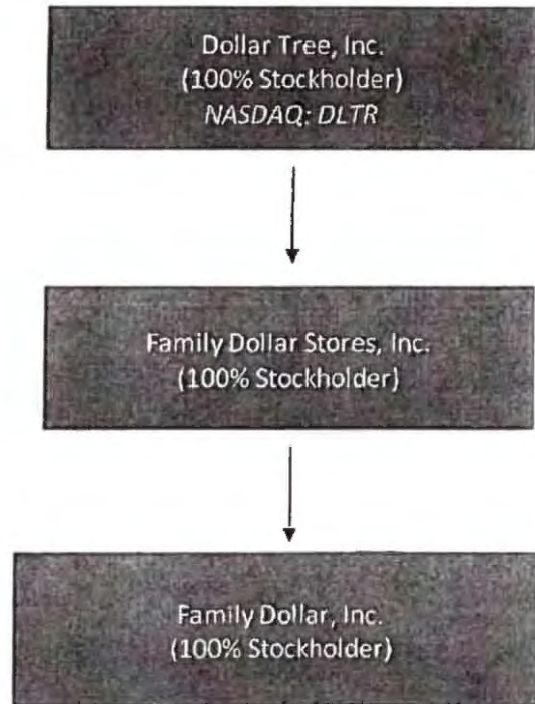 Dollar Tree, Inc.
(100% Stockholder)
NASDAQ: DLTR
Family Dollar Stores, Inc.
(100% Stockholder)
Family Dollar, Inc.
(100% Stockholder)